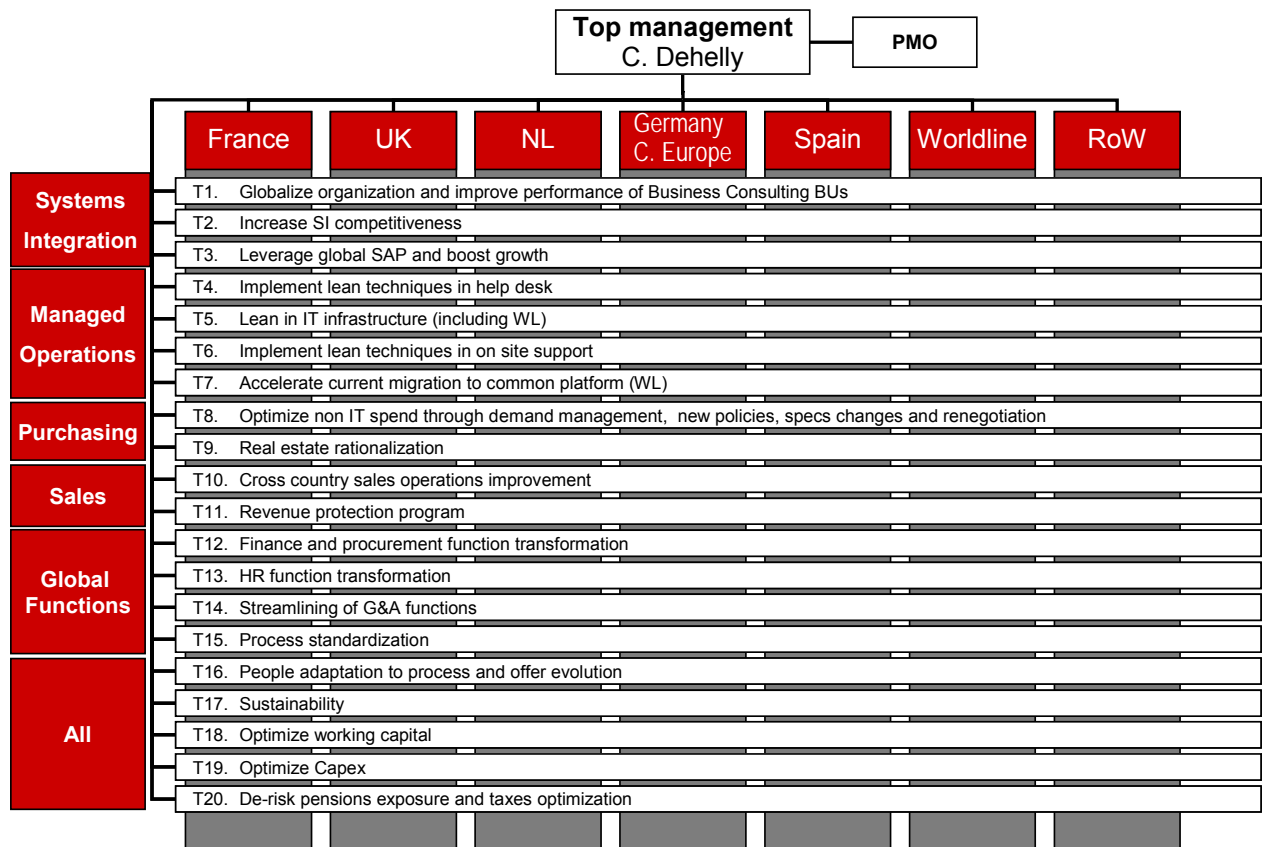 Top management
C. Dehelly
PMO
France
UK
NL
Germany
C. Europe
Spain
Worldline
RoW
Systems
Integration
T1. Globalize organization and improve performance of Business Consulting BUs
T2. Increase SI competitiveness
T3. Leverage global SAP and boost growth
Managed
Operations
T4. Implement lean techniques in help desk
T5. Lean in IT infrastructure (including WL)
T6. Implement lean techniques in on site support
T7. Accelerate current migration to common platform (WL)
Purchasing
T8. Optimize non IT spend through demand management, new policies, specs changes and renegotiation
T9. Real estate rationalization
Sales
T10. Cross country sales operations improvement
T11. Revenue protection program
Global
Functions
T12. Finance and procurement function transformation
T13. HR function transformation
T14. Streamlining of G&A functions
T15. Process standardization
All
T16. People adaptation to process and offer evolution
T17. Sustainability
T18. Optimize working capital
T19. Optimize Capex
T20. De-risk pensions exposure and taxes optimization